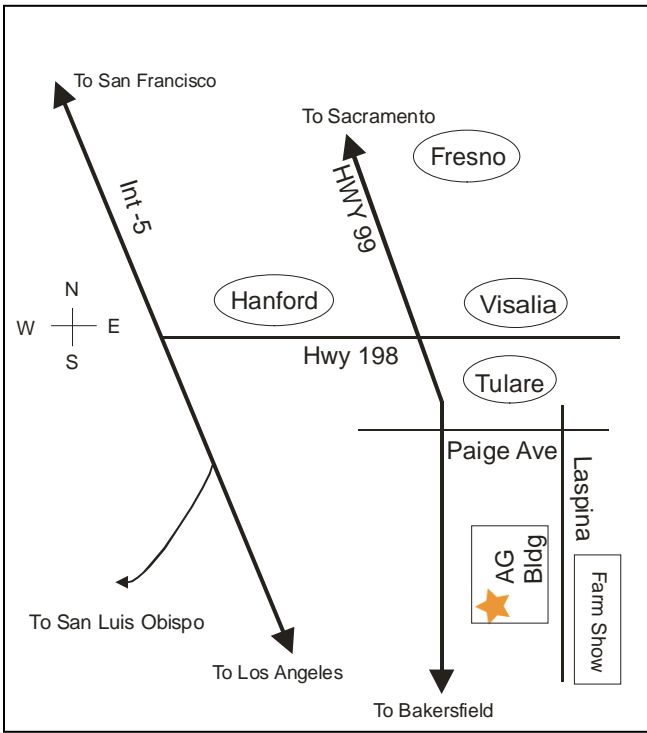 To San Francisco
To Sacramento
Fresno
Int -5
HWY 99
N
W
E
S
Hanford
Visalia
Hwy 198
Tulare
Paige Ave
Laspina
AG
Bldg
Farm Show
To San Luis Obispo
To Los Angeles
To Bakersfield